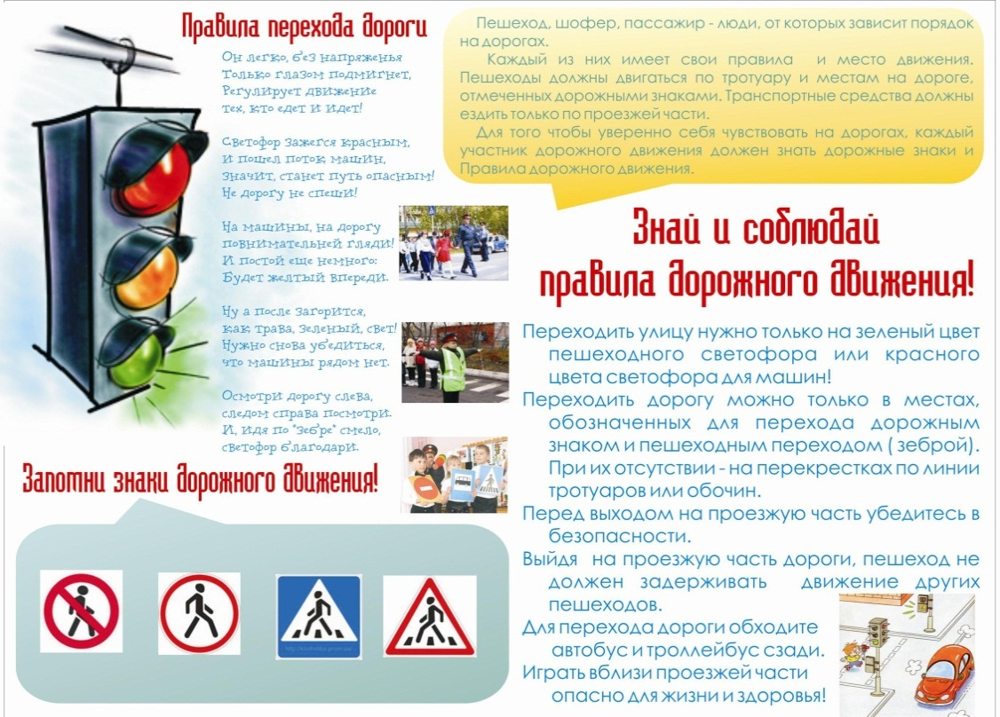 Правила перехода дороги
Он легко, без напряженья
Только глазом подмигнет,
Регулирует движение
тех, кто едет и идет!
Светофор зажегся красным,
И пошел поток машин,
значит, станет путь опасным!
Не дорогу не спеши!
На машины, на дорогу
повнимательней гляди!
И постой еще немного:
Будет желтый впереди.
Ну а после загорится,
как трава, зеленый, свет!
Нужно снова убедиться,
что машины рядом нет.
Осмотри дорогу слева,
следом справа посмотри.
И, идя по "зебре" смело,
светофор благодари.
Запомни знаки дорожного движения!
Пешеход, шофер, пассажир - люди, от которых зависит порядок
на дорогах.
Каждый из них имеет свои правила и место движения.
Пешеходы должны двигаться по тротуару и местам на дороге,
отмеченных дорожными знаками. Транспортные средства должны
ездить только по проезжей части.
Для того чтобы уверенно себя чувствовать на дорогах, каждый
участник дорожного движения должен знать дорожные знаки и
Правила дорожного движения.
Знай и соблюдай
правила дорожного движения!
Переходить улицу нужно только на зеленый цвет
пешеходного светофора или красного
цвета светофора для машин!
Переходить дорогу можно только в местах,
обозначенных для перехода дорожным
знаком и пешеходным переходом ( зеброй).
При их отсутствии - на перекрестках по линии
тротуаров или обочин.
Перед выходом на проезжую часть убедитесь в
безопасности.
Выйдя на проезжую часть дороги, пешеход не
должен задерживать движение других
пешеходов.
Для перехода дороги обходите
автобус и троллейбус сзади.
Играть вблизи проезжей части
опасно для жизни и здоровья!